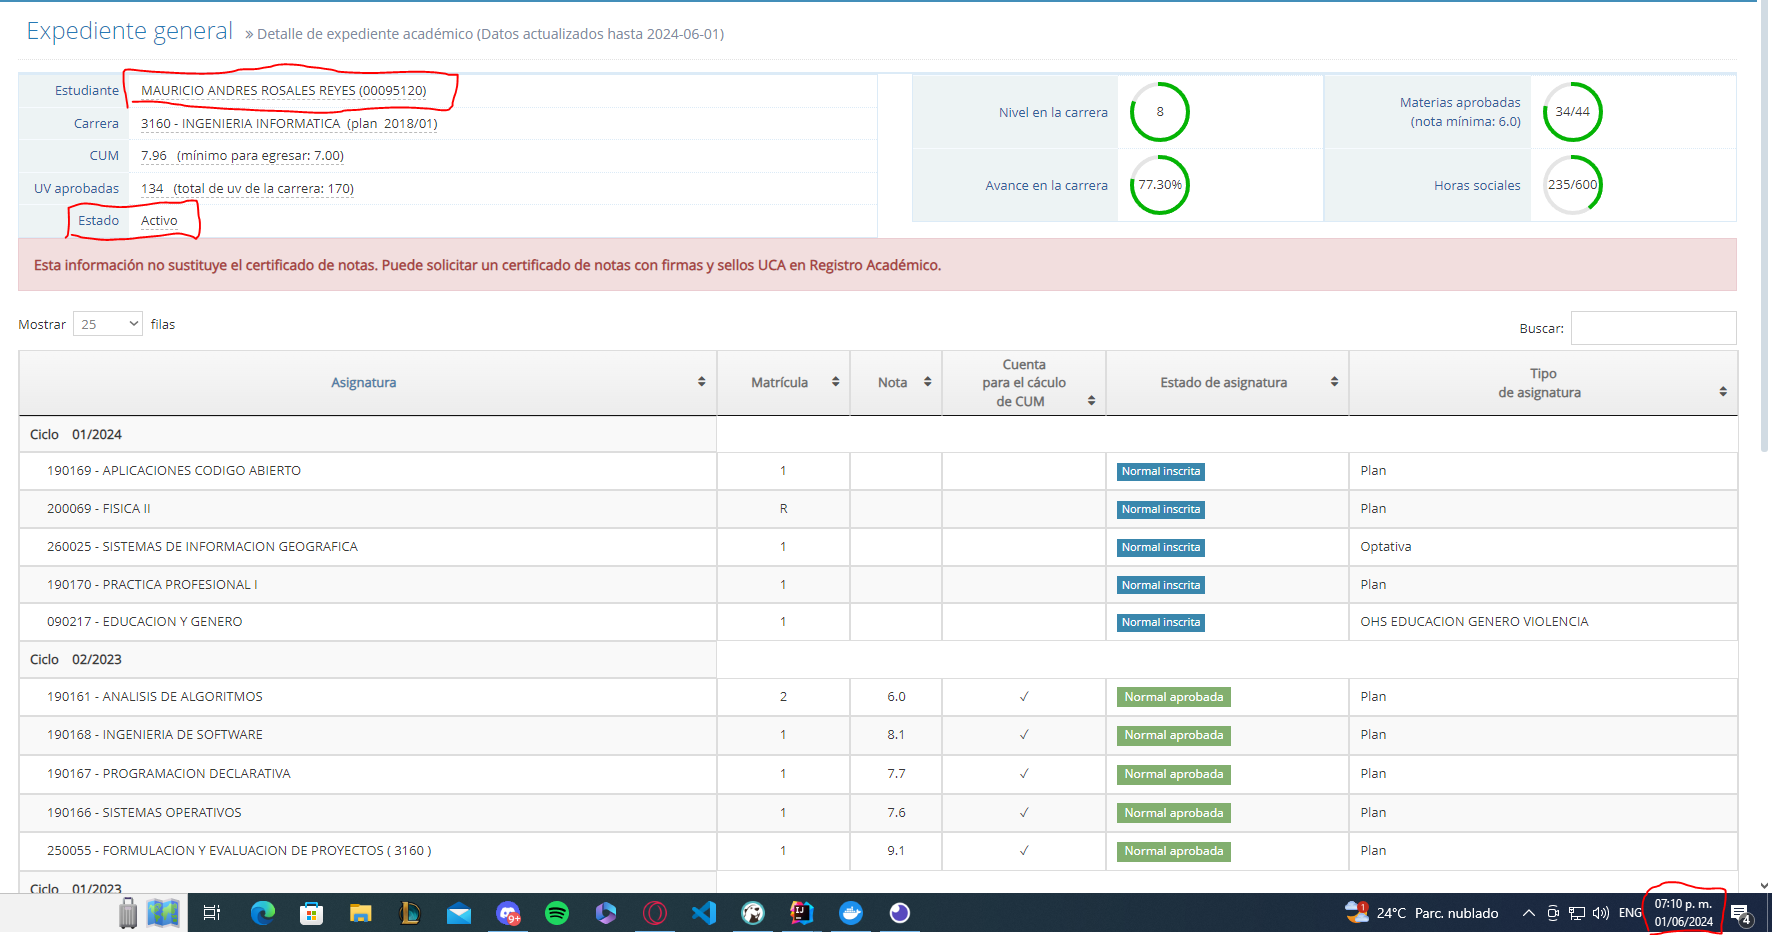 Expediente general » Detalle de expediente académico (Datos actualizados hasta 2024-06-01)
Estudiante MAURICIO ANDRES ROSALES REYES (00095120)
Carrera 3160 - INGENIERIA INFORMATICA (plan 2018/01)
CUM 7.96 (mínimo para egresar: 7.00)
UV aprobadas 134 (total de uv de la carrera: 170)
Estado Activo
Nivel en la carrera 8
Materias aprobadas
(nota mínima: 6.0) 34/44
Avance en la carrera 77.30%
Horas sociales 235/600
Esta información no sustituye el certificado de notas. Puede solicitar un certificado de notas con firmas y sellos UCA en Registro Académico.
Mostrar 25 filas
Buscar:
Asignatura Matrícula Nota Cuenta para el cáculo de CUM Estado de asignatura Tipo de asignatura
Ciclo 01/2024
190169 - APLICACIONES CODIGO ABIERTO 1 Normal inscrita Plan
200069 - FISICA II R Normal inscrita Plan
260025 - SISTEMAS DE INFORMACION GEOGRAFICA 1 Normal inscrita Optativa
190170 - PRACTICA PROFESIONAL I 1 Normal inscrita Plan
090217 - EDUCACION Y GENERO 1 Normal inscrita OHS EDUCACION GENERO VIOLENCIA
Ciclo 02/2023
190161 - ANALISIS DE ALGORITMOS 2 6.0 ✓ Normal aprobada Plan
190168 - INGENIERIA DE SOFTWARE 1 8.1 ✓ Normal aprobada Plan
190167 - PROGRAMACION DECLARATIVA 1 7.7 ✓ Normal aprobada Plan
190166 - SISTEMAS OPERATIVOS 1 7.6 ✓ Normal aprobada Plan
250055 - FORMULACION Y EVALUACION DE PROYECTOS ( 3160 ) 1 9.1 ✓ Normal aprobada Plan
Ciclo 01/2023
9+
1 24°C Parc. nublado ENG 07:10 p. m.
01/06/2024 4